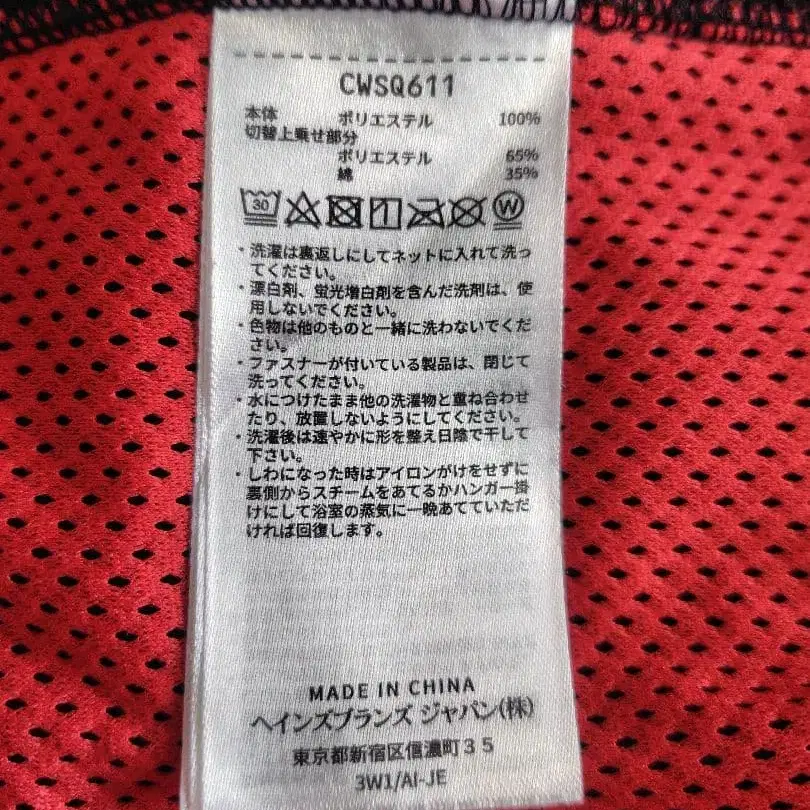 CWSQ611
本体 ポリエステル 100%
切替上乗せ部分
ポリエステル 65%
綿 35%
30 W
・洗濯は裏返しにしてネットに入れて洗っ
てください。
・漂白剤、蛍光増白剤を含んだ洗剤は、使
用しないでください。
・色物は他のものと一緒に洗わないでくだ
さい。
・ファスナーが付いている製品は、閉じて
洗ってください。
・水につけたまま他の洗濯物と重ね合わせ
たり、放置しないようにしてください。
・洗濯後は速やかに形を整え日陰で干して
下さい。
・しわになった時はアイロンがけをせずに
裏側からスチームをあてるかハンガー掛
けにして浴室の蒸気に一晩あてていただ
ければ回復します。
MADE IN CHINA
ヘインズブランズ ジャパン(株)
東京都新宿区信濃町35
3W1/AI-JE